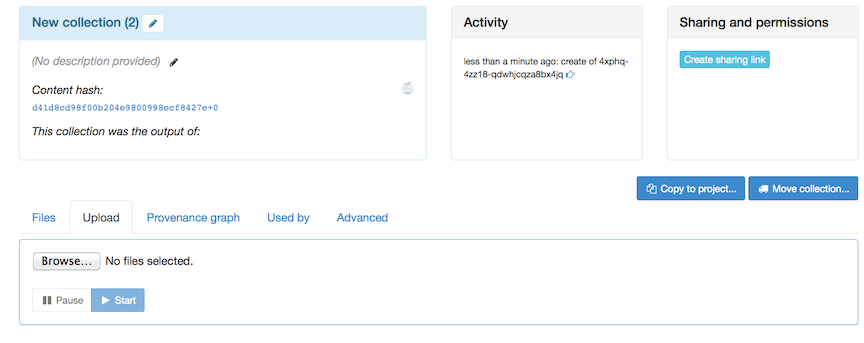 New collection (2)
(No description provided)
Content hash:
d41d8cd98f00b204e9800998ecf8427e+0
This collection was the output of:
Activity
less than a minute ago: create of 4xphq-
4zz18-qdwhjcqza8bx4jq
Sharing and permissions
Create sharing link
Copy to project...
Move collection...
Files
Upload
Provenance graph
Used by
Advanced
Browse... No files selected.
Pause
Start